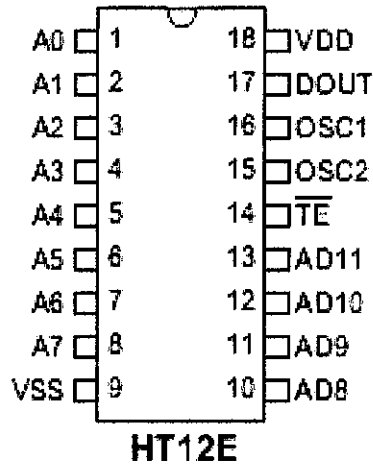 A0 1 18 VDD
A1 2 17 DOUT
A2 3 16 OSC1
A3 4 15 OSC2
A4 5 14 TE
A5 6 13 AD11
A6 7 12 AD10
A7 8 11 AD9
VSS 9 10 AD8
HT12E